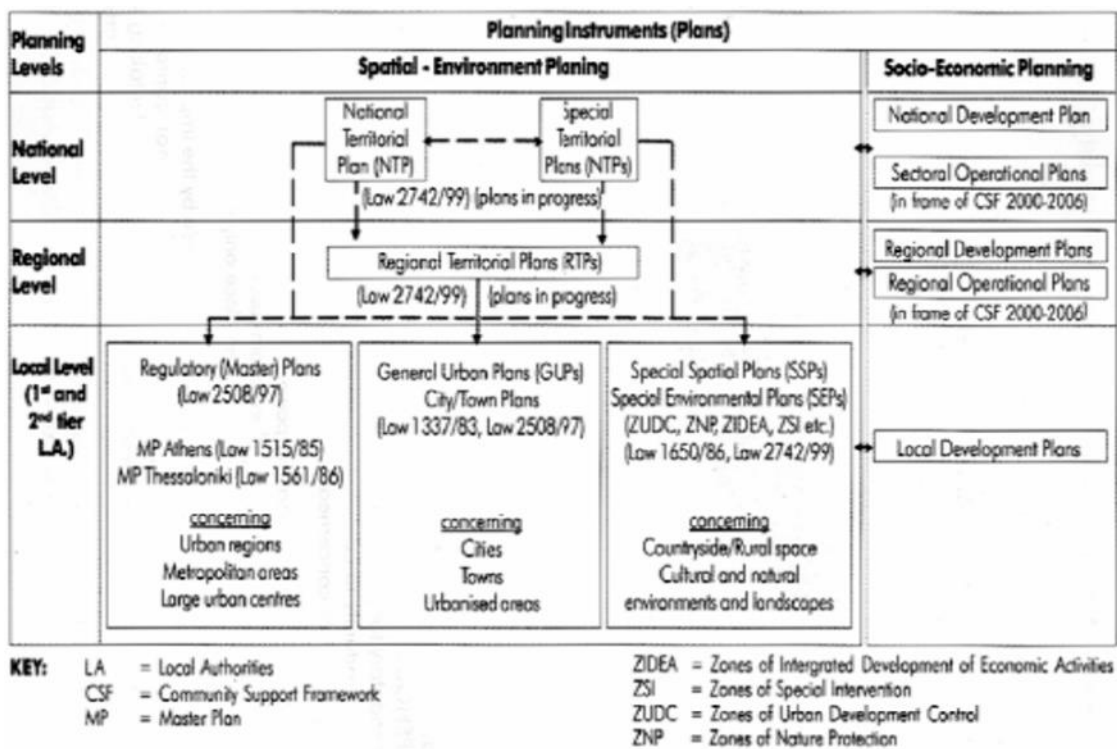 Planning Levels
Planning Instruments (Plans)
Spatial - Environment Planing
Socio-Economic Planning
National Level
National Territorial Plan (NTP)
Special Territorial Plans (NTPs)
(Law 2742/99) (plans in progress)
National Development Plan
Sectoral Operational Plans
(in frame of CSF 2000-2006)
Regional Level
Regional Territorial Plans (RTPs)
(Law 2742/99) (plans in progress)
Regional Development Plans
Regional Operational Plans
(in frame of CSF 2000-2006)
Local Level
(1st and
2nd tier
L.A.)
Regulatory (Master) Plans
(Law 2508/97)
MP Athens (Law 1515/85)
MP Thessaloniki (Law 1561/86)
concerning
Urban regions
Metropolitan areas
Large urban centres
General Urban Plans (GUPs)
City/Town Plans
(Law 1337/83, Law 2508/97)
concerning
Cities
Towns
Urbanised areas
Special Spatial Plans (SSPs)
Special Environmental Plans (SEPs)
(ZUDC, ZNP, ZIDEA, ZSI etc.)
(Law 1650/86, Law 2742/99)
concerning
Countryside/Rural space
Cultural and natural
environments and landscapes
Local Development Plans
KEY:
LA = Local Authorities
CSF = Community Support Framework
MP = Master Plan
ZIDEA = Zones of Intergrated Development of Economic Activities
ZSI = Zones of Special Intervention
ZUDC = Zones of Urban Development Control
ZNP = Zones of Nature Protection